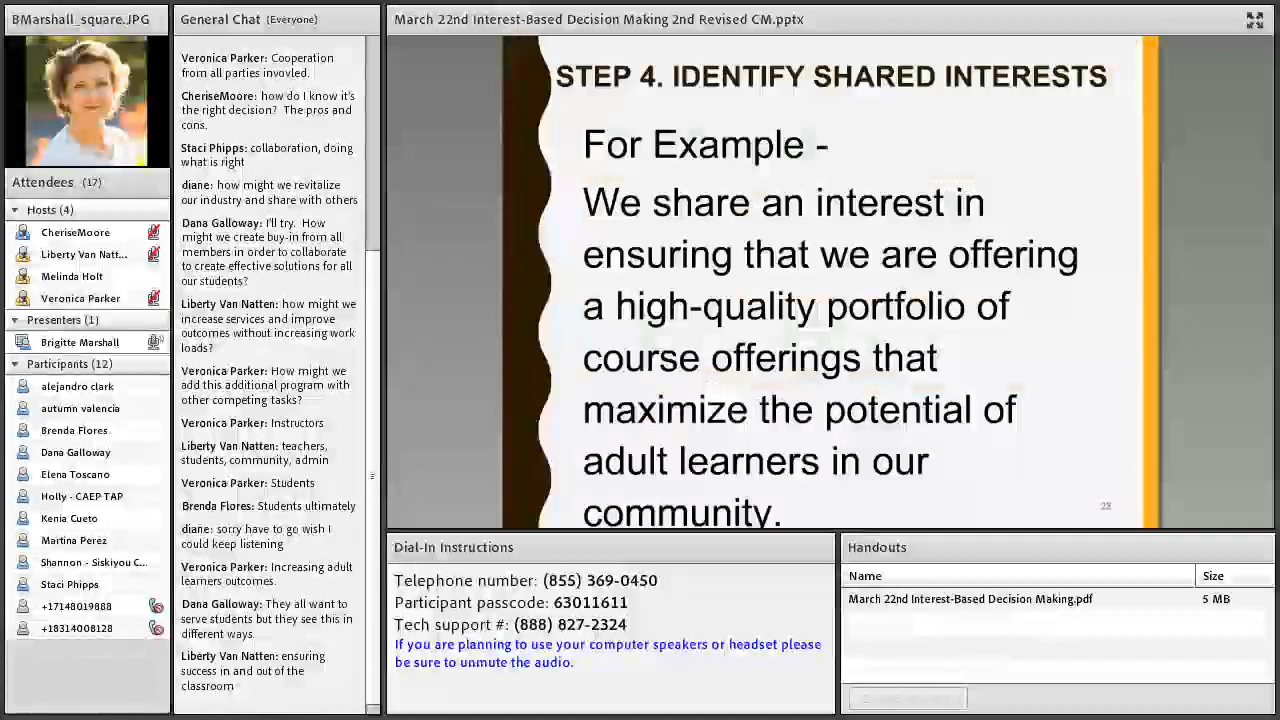 BMarshall_square.JPG
Attendees (17)
Hosts (4)
CheriseMoore
Liberty Van Natt...
Melinda Holt
Veronica Parker
Presenters (1)
Brigitte Marshall
Participants (12)
alejandro clark
autumn valencia
Brenda Flores
Dana Galloway
Elena Toscano
Holly - CAEP TAP
Kenia Cueto
Martina Perez
Shannon - Siskiyou C...
Staci Phipps
+17148019888
+18314008128
General Chat (Everyone)
Veronica Parker: Cooperation
from all parties invovled.
CheriseMoore: how do I know it's
the right decision? The pros and
cons.
Staci Phipps: collaboration, doing
what is right
diane: how might we revitalize
our industry and share with others
Dana Galloway: I'll try. How
might we create buy-in from all
members in order to collaborate
to create effective solutions for all
our students?
Liberty Van Natten: how might we
increase services and improve
outcomes without increasing work
loads?
Veronica Parker: How might we
add this additional program with
other competing tasks?
Veronica Parker: Instructors
Liberty Van Natten: teachers,
students, community, admin
Veronica Parker: Students
Brenda Flores: Students ultimately
diane: sorry have to go wish I
could keep listening
Veronica Parker: Increasing adult
learners outcomes.
Dana Galloway: They all want to
serve students but they see this in
different ways.
Liberty Van Natten: ensuring
success in and out of the
classroom
March 22nd Interest-Based Decision Making 2nd Revised CM.pptx
STEP 4. IDENTIFY SHARED INTERESTS
For Example -
We share an interest in
ensuring that we are offering
a high-quality portfolio of
course offerings that
maximize the potential of
adult learners in our
community.
28
Dial-In Instructions
Telephone number: (855) 369-0450
Participant passcode: 63011611
Tech support #: (888) 827-2324
If you are planning to use your computer speakers or headset please
be sure to unmute the audio.
Handouts
Name Size
March 22nd Interest-Based Decision Making.pdf 5 MB